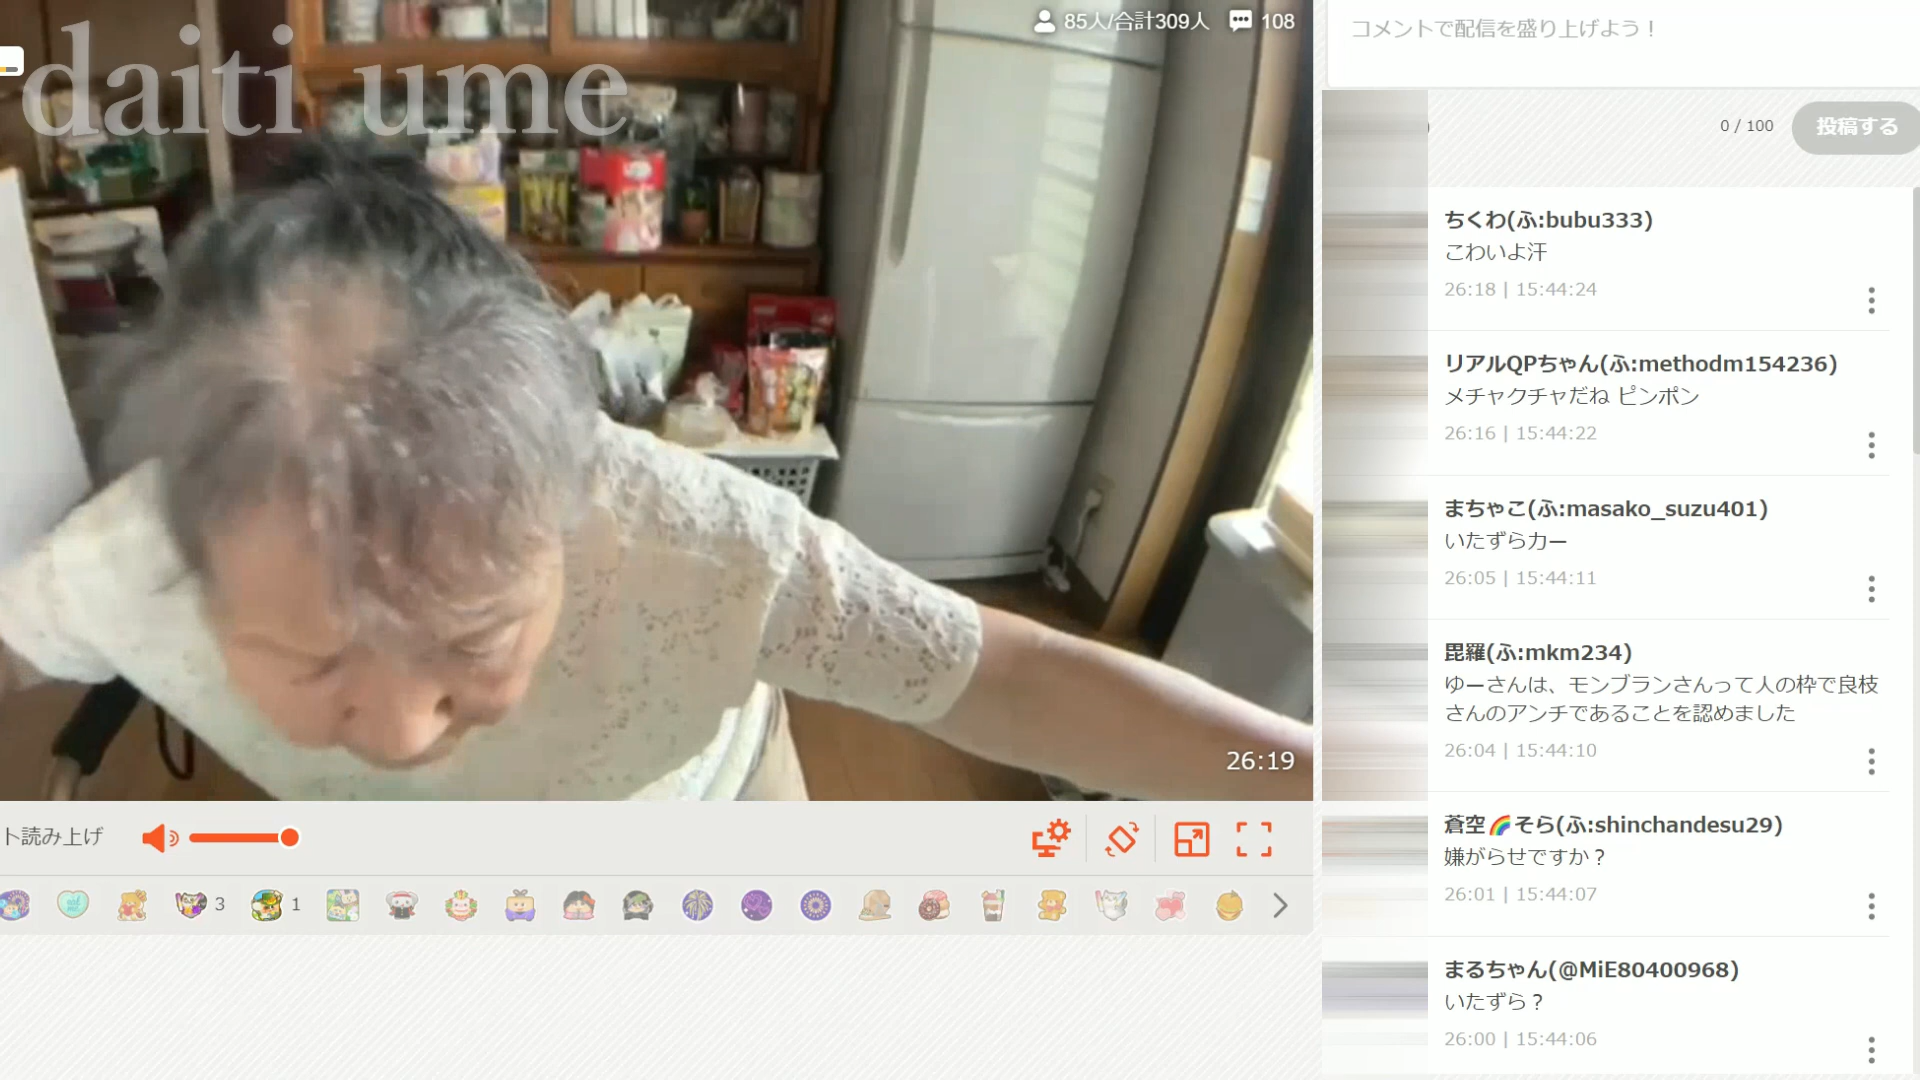 daiti ume
85人/合計309人 108
26:19
ト読み上げ
3
1
コメントで配信を盛り上げよう！
0 / 100
投稿する
ちくわ(ふ:bubu333)
こわいよ汗
26:18 | 15:44:24
リアルQPちゃん(ふ:methodm154236)
メチャクチャだね ピンポン
26:16 | 15:44:22
まちゃこ(ふ:masako_suzu401)
いたずらカー
26:05 | 15:44:11
毘羅(ふ:mkm234)
ゆーさんは、モンブランさんって人の枠で良枝
さんのアンチであることを認めました
26:04 | 15:44:10
蒼空🌈そら(ふ:shinchandesu29)
嫌がらせですか？
26:01 | 15:44:07
まるちゃん(@MiE80400968)
いたずら？
26:00 | 15:44:06